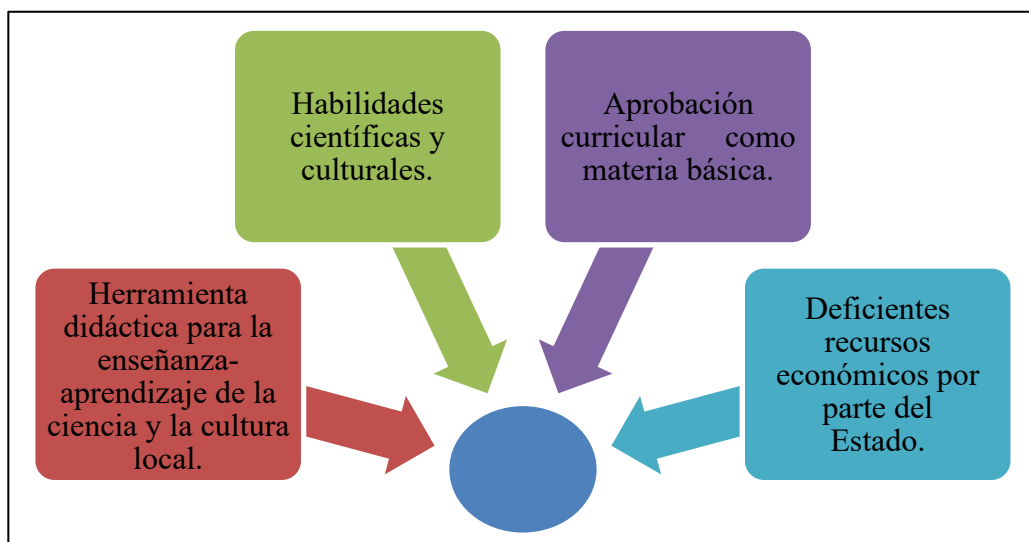 Habilidades
científicas y
culturales.
Aprobación
curricular como
materia básica.
Herramienta
didáctica para la
enseñanza-
aprendizaje de la
ciencia y la cultura
local.
Deficientes
recursos
económicos por
parte del
Estado.